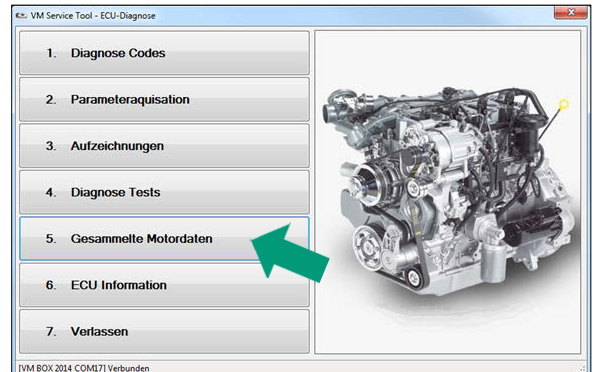 VM Service Tool - ECU-Diagnose
1. Diagnose Codes
2. Parameteraquisation
3. Aufzeichnungen
4. Diagnose Tests
5. Gesammelte Motordaten
6. ECU Information
7. Verlassen
[VM BOX 2014 COM17] Verbunden